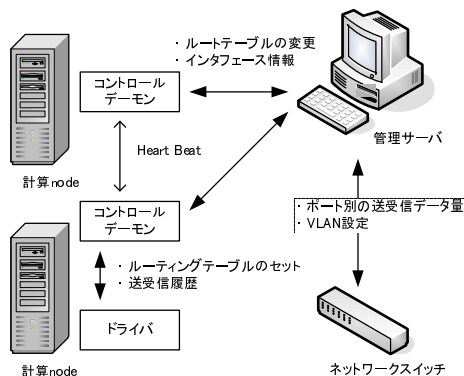 ・ルートテーブルの変更
・インタフェース情報
コントロール
デーモン
管理サーバ
Heart Beat
計算node
コントロール
デーモン
・ポート別の送受信データ量
・VLAN設定
・ルーティングテーブルのセット
・送受信履歴
ドライバ
計算node
ネットワークスイッチ